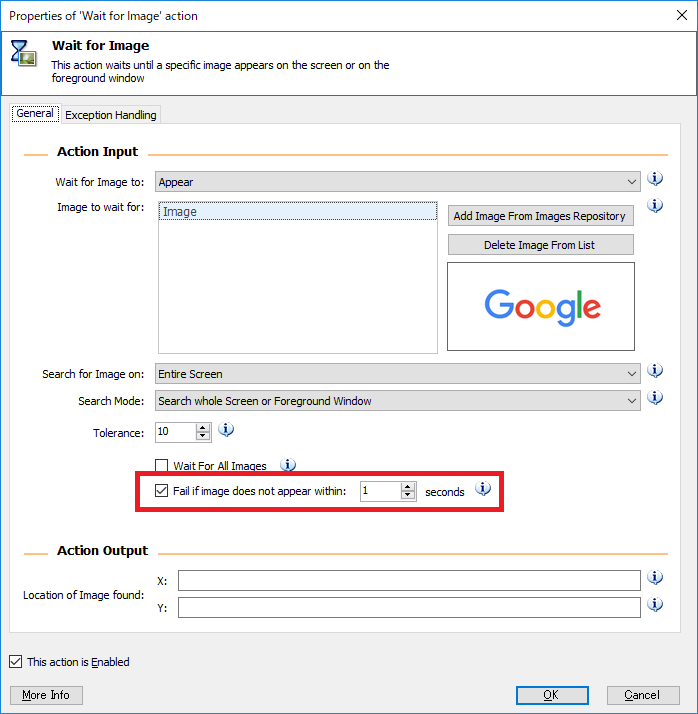 Properties of 'Wait for Image' action
Wait for Image
This action waits until a specific image appears on the screen or on the
foreground window
General
Exception Handling
Action Input
Wait for Image to:
Appear
Image to wait for:
Image
Add Image From Images Repository
Delete Image From List
Google
Search for Image on:
Entire Screen
Search Mode:
Search whole Screen or Foreground Window
Tolerance:
10
Wait For All Images
Fail if image does not appear within:
1
seconds
Action Output
Location of Image found:
X:
Y:
This action is Enabled
More Info
OK
Cancel